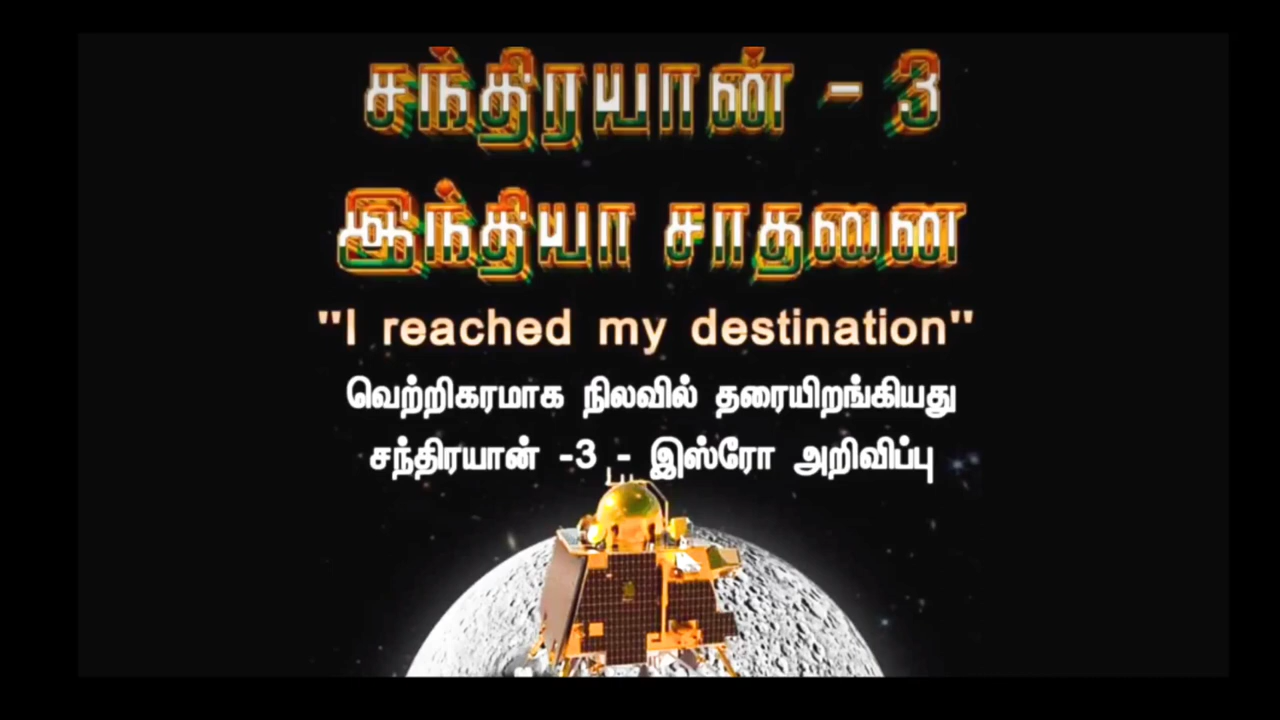 சந்திரயான் - 3
இந்தியா சாதனை
"I reached my destination"
வெற்றிகரமாக நிலவில் தரையிறங்கியது
சந்திரயான் -3 - இஸ்ரோ அறிவிப்பு